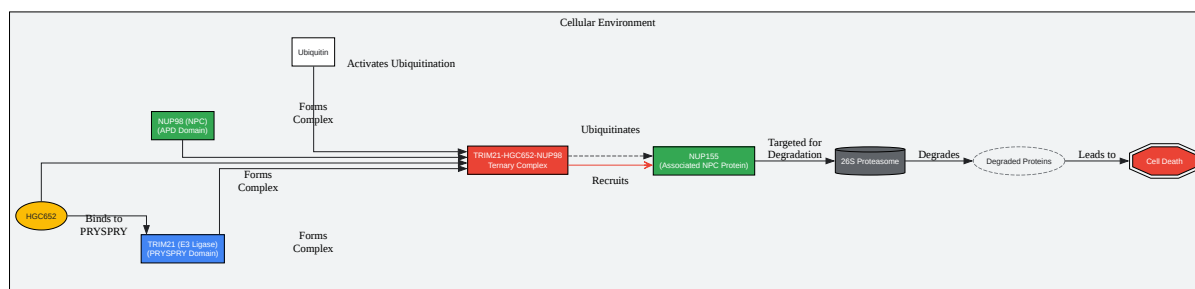 Cellular Environment
Ubiquitin
Activates Ubiquitination
Forms
Complex
NUP98 (NPC)
(APD Domain)
Ubiquitinates
TRIM21-HGC652-NUP98
Ternary Complex
Recruits
NUP155
(Associated NPC Protein)
Targeted for
Degradation
26S Proteasome
Degrades
Degraded Proteins
Leads to
Cell Death
Forms
Complex
HGC652
Binds to
PRYSPRY
TRIM21 (E3 Ligase)
(PRYSPRY Domain)
Forms
Complex